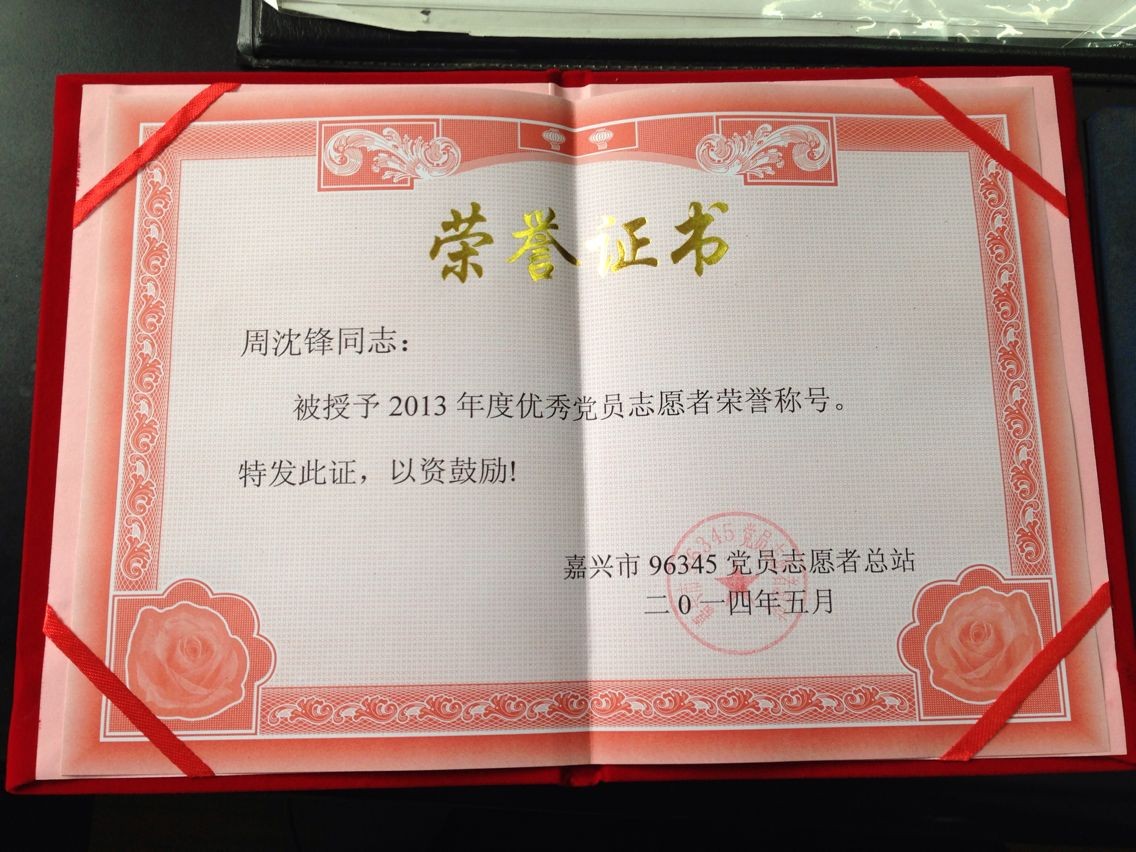 荣誉证书
周沈锋同志：
被授予2013年度优秀党员志愿者荣誉称号。
特发此证，以资鼓励!
嘉兴市96345党员志愿者总站
二0一四年五月